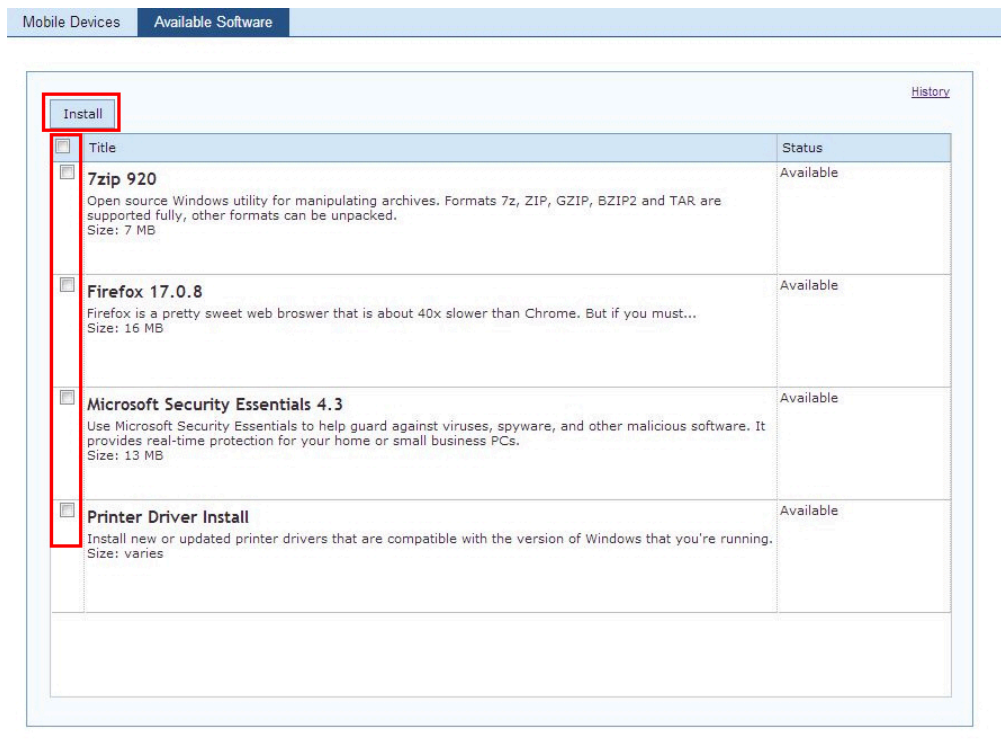 Mobile Devices Available Software
History
Install
Title Status
7zip 920 Available
Open source Windows utility for manipulating archives. Formats 7z, ZIP, GZIP, BZIP2 and TAR are
supported fully, other formats can be unpacked.
Size: 7 MB
Firefox 17.0.8 Available
Firefox is a pretty sweet web broswer that is about 40x slower than Chrome. But if you must...
Size: 16 MB
Microsoft Security Essentials 4.3 Available
Use Microsoft Security Essentials to help guard against viruses, spyware, and other malicious software. It
provides real-time protection for your home or small business PCs.
Size: 13 MB
Printer Driver Install Available
Install new or updated printer drivers that are compatible with the version of Windows that you're running.
Size: varies